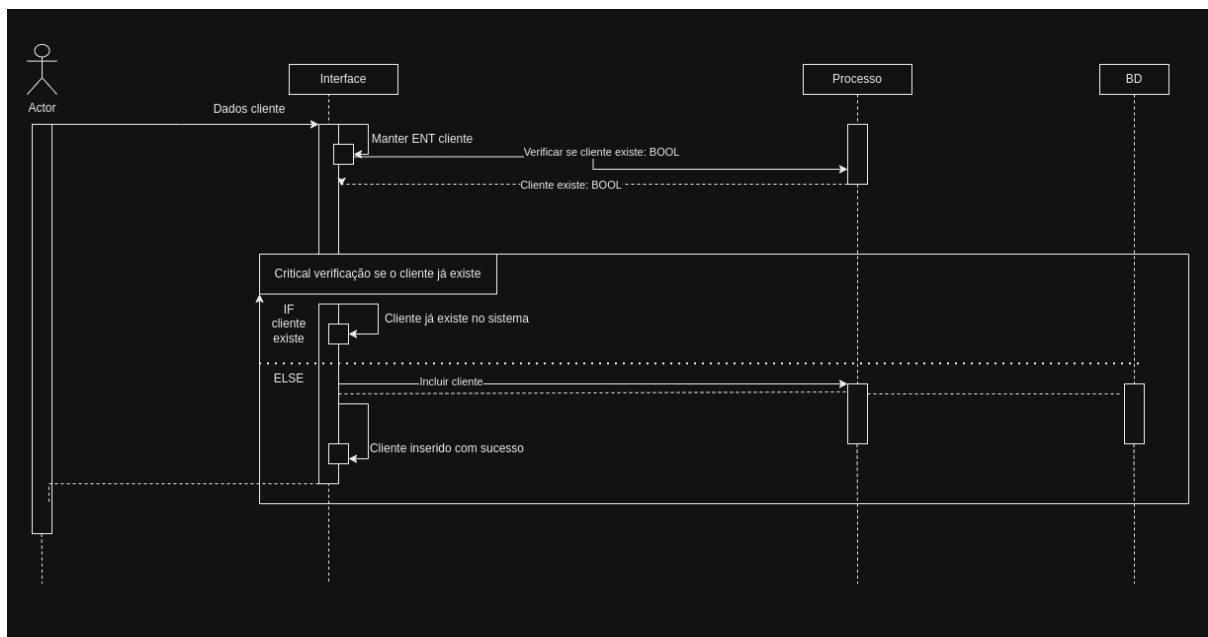 Interface
Processo
BD
Actor
Dados cliente
Manter ENT cliente
Verificar se cliente existe: BOOL
Cliente existe: BOOL
Critical verificação se o cliente já existe
IF
cliente
existe
Cliente já existe no sistema
ELSE
Incluir cliente
Cliente inserido com sucesso